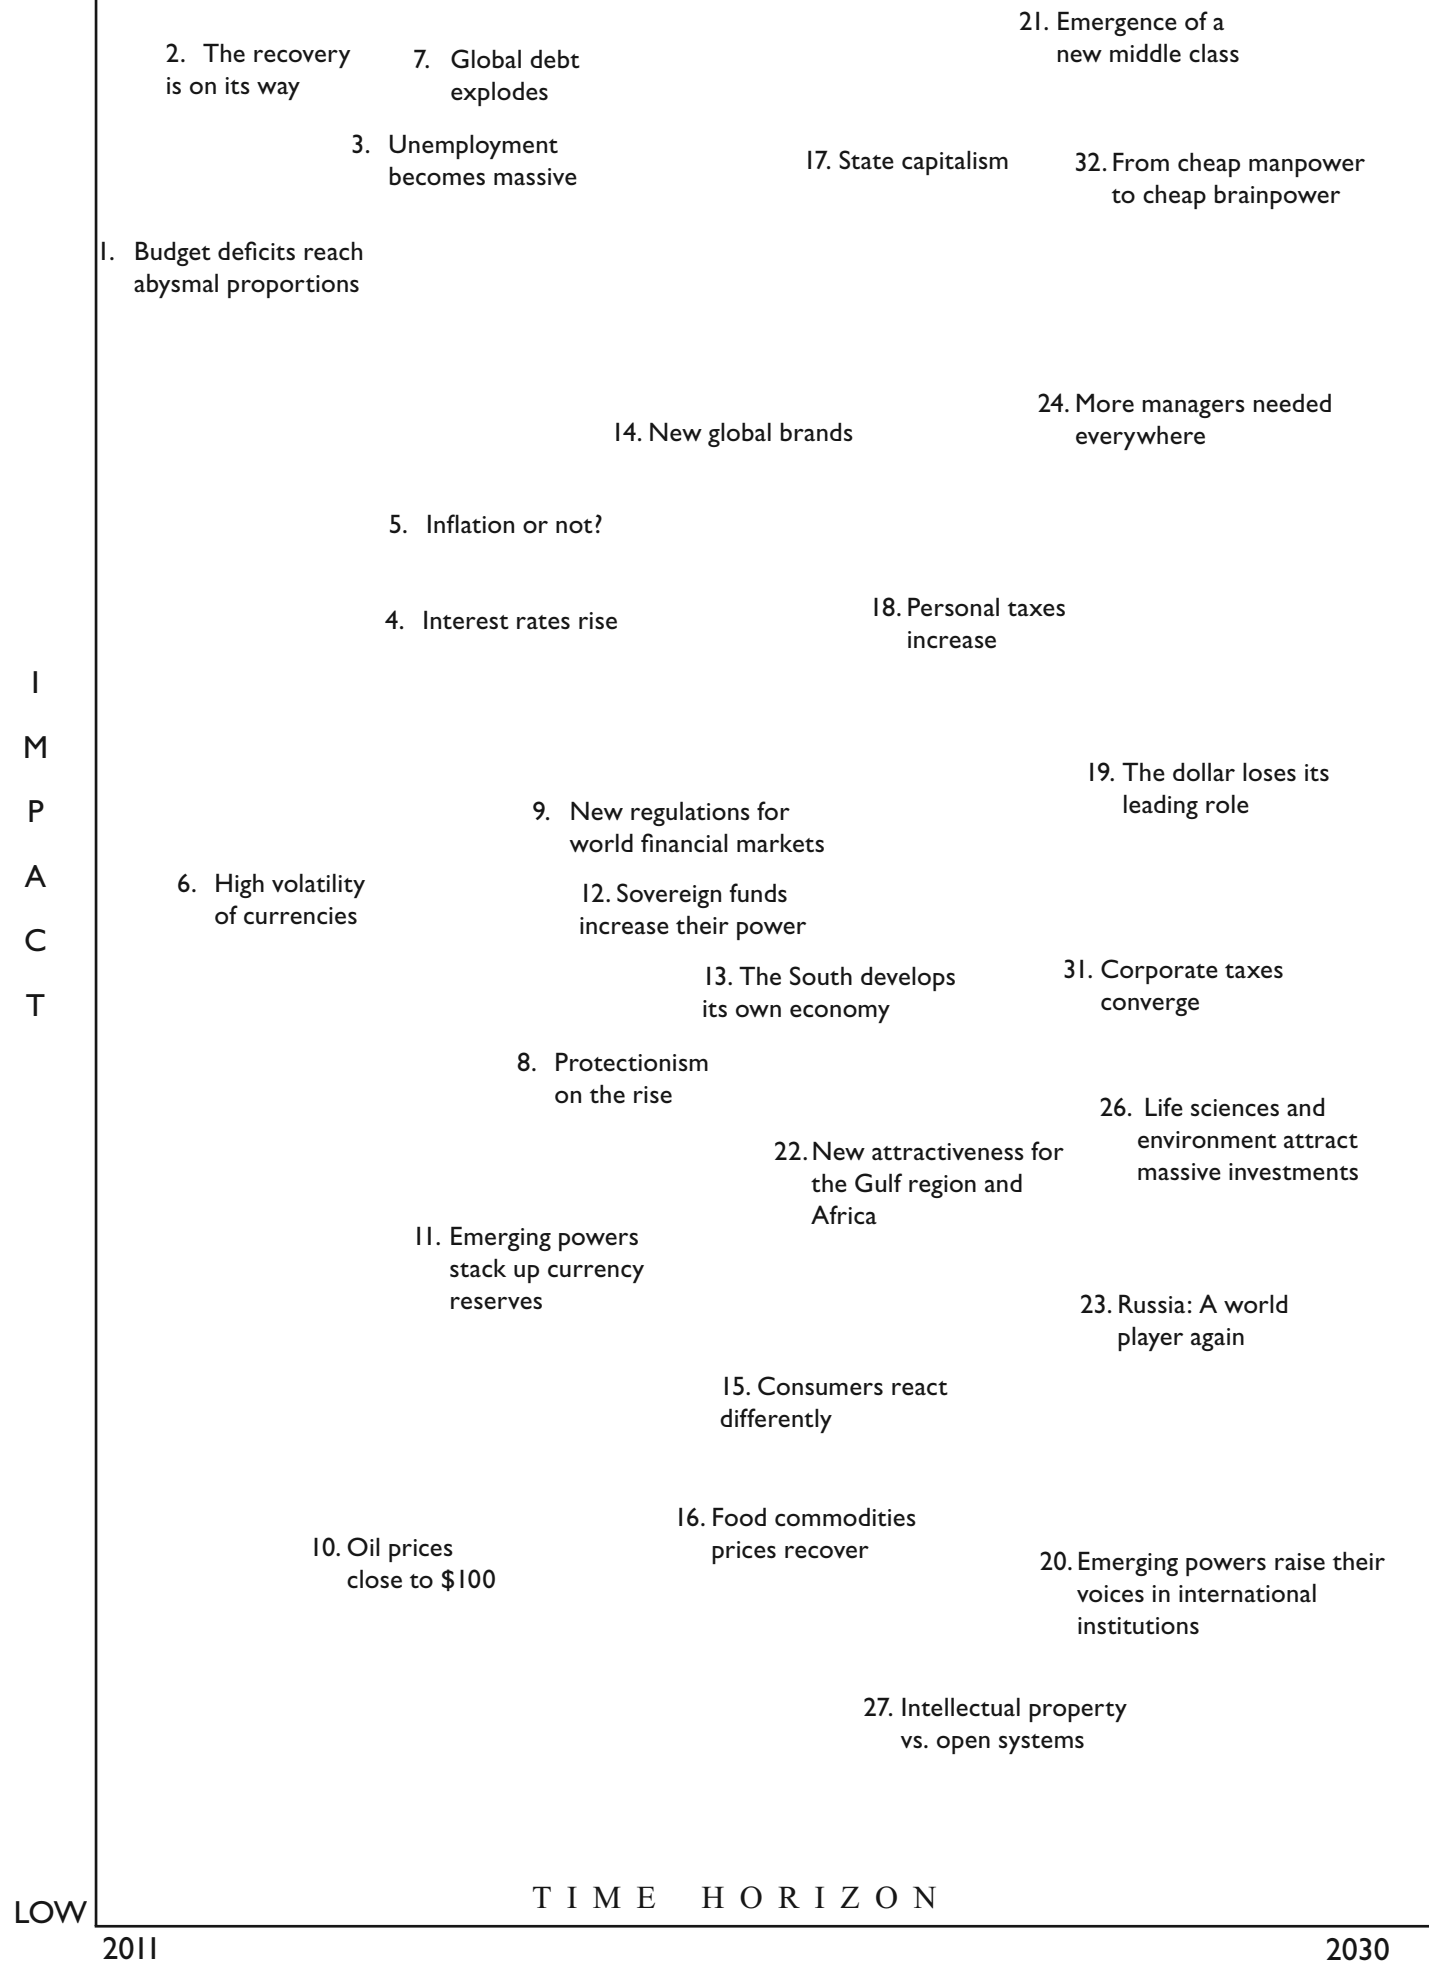 21. Emergence of a
new middle class
2. The recovery
is on its way
7. Global debt
explodes
3. Unemployment
becomes massive
17. State capitalism
32. From cheap manpower
to cheap brainpower
1. Budget deficits reach
abysmal proportions
24. More managers needed
everywhere
14. New global brands
5. Inflation or not?
4. Interest rates rise
18. Personal taxes
increase
IMPACT
19. The dollar loses its
leading role
9. New regulations for
world financial markets
6. High volatility
of currencies
12. Sovereign funds
increase their power
13. The South develops
its own economy
31. Corporate taxes
converge
8. Protectionism
on the rise
26. Life sciences and
environment attract
massive investments
22. New attractiveness for
the Gulf region and
Africa
11. Emerging powers
stack up currency
reserves
23. Russia: A world
player again
15. Consumers react
differently
16. Food commodities
prices recover
10. Oil prices
close to $100
20. Emerging powers raise their
voices in international
institutions
27. Intellectual property
vs. open systems
TIME HORIZON
LOW
2011
2030